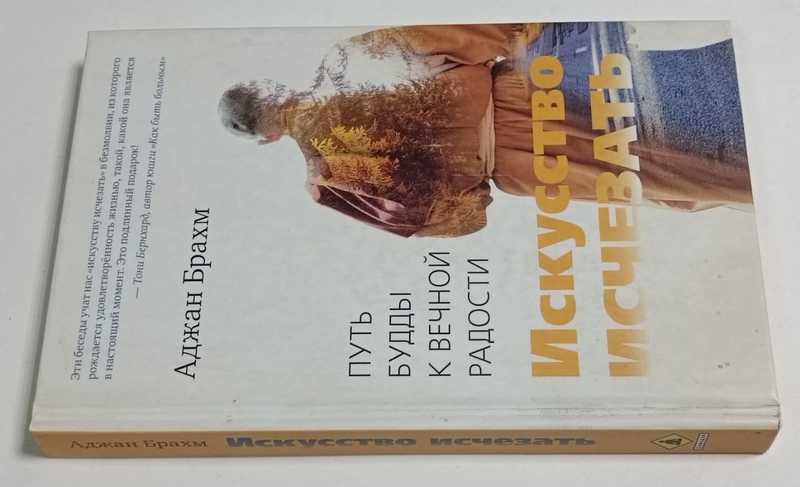 Эти беседы учат нас «искусству исчезать» в безмолвии, из которого
рождается удовлетворённость жизнью, такой, какой она является
в настоящий момент. Это подлинный подарок!
— Тони Бернхард, автор книги «Как быть больным»
Аджан Брахм
ПУТЬ
БУДДЫ
К ВЕЧНОЙ
РАДОСТИ
Искусство
ИСЧЕЗАТЬ
Аджан Брахм Искусство исчезать